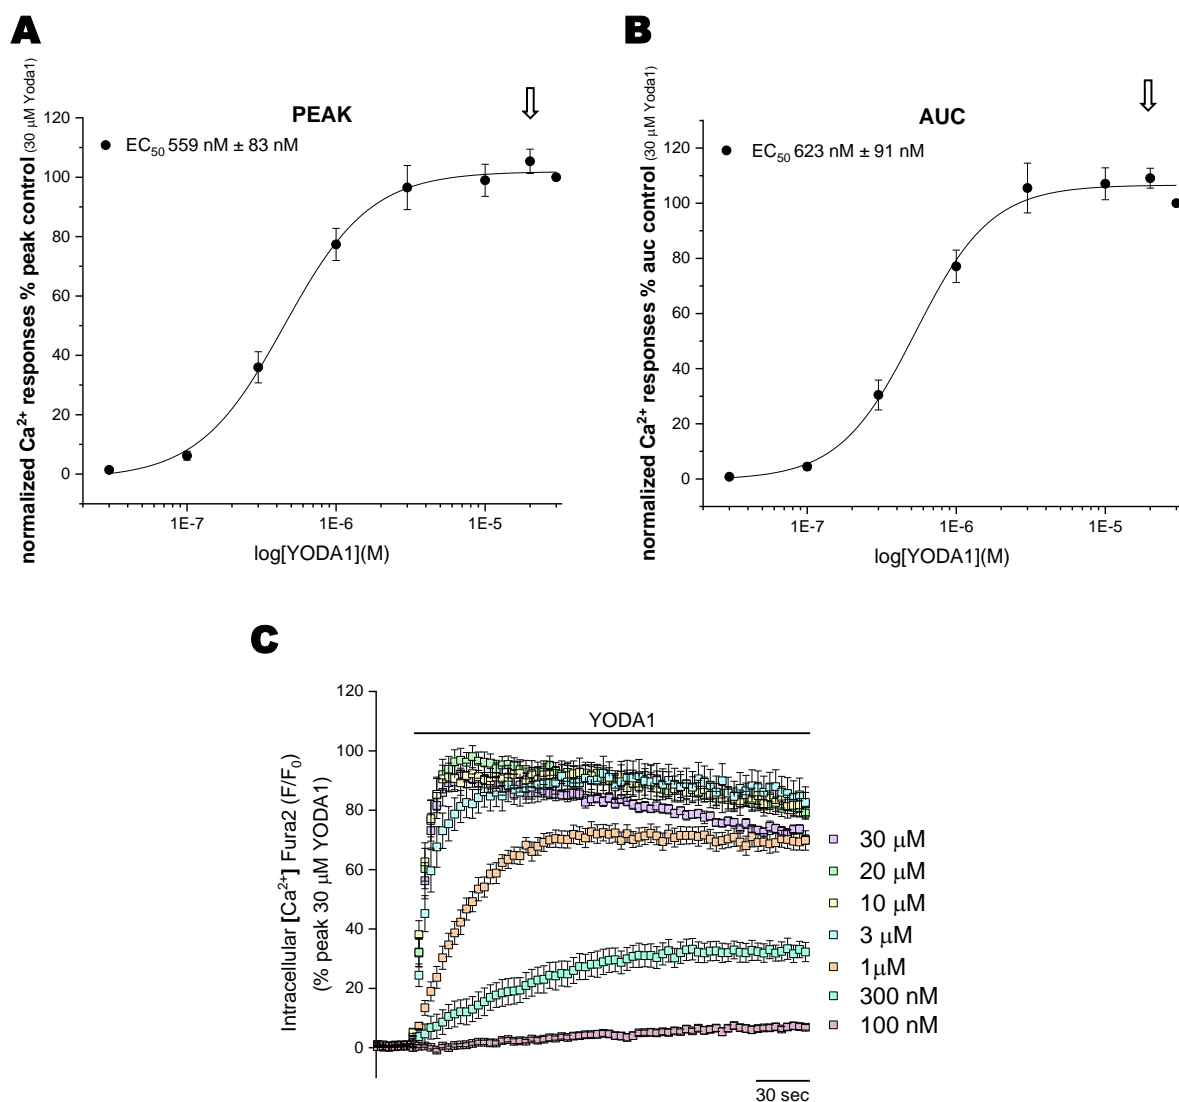 A
B
normalized Ca²⁺ responses % peak control (30 μM Yoda1)
PEAK
EC₅₀ 559 nM ± 83 nM
120
100
80
60
40
20
0
1E-7
1E-6
1E-5
log[YODA1](M)
normalized Ca²⁺ responses % auc control (30 μM Yoda1)
AUC
EC₅₀ 623 nM ± 91 nM
120
100
80
60
40
20
0
1E-7
1E-6
1E-5
log[YODA1](M)
C
Intracellular [Ca²⁺] Fura2 (F/F₀)
(% peak 30 μM YODA1)
120
100
80
60
40
20
0
YODA1
30 μM
20 μM
10 μM
3 μM
1μM
300 nM
100 nM
30 sec